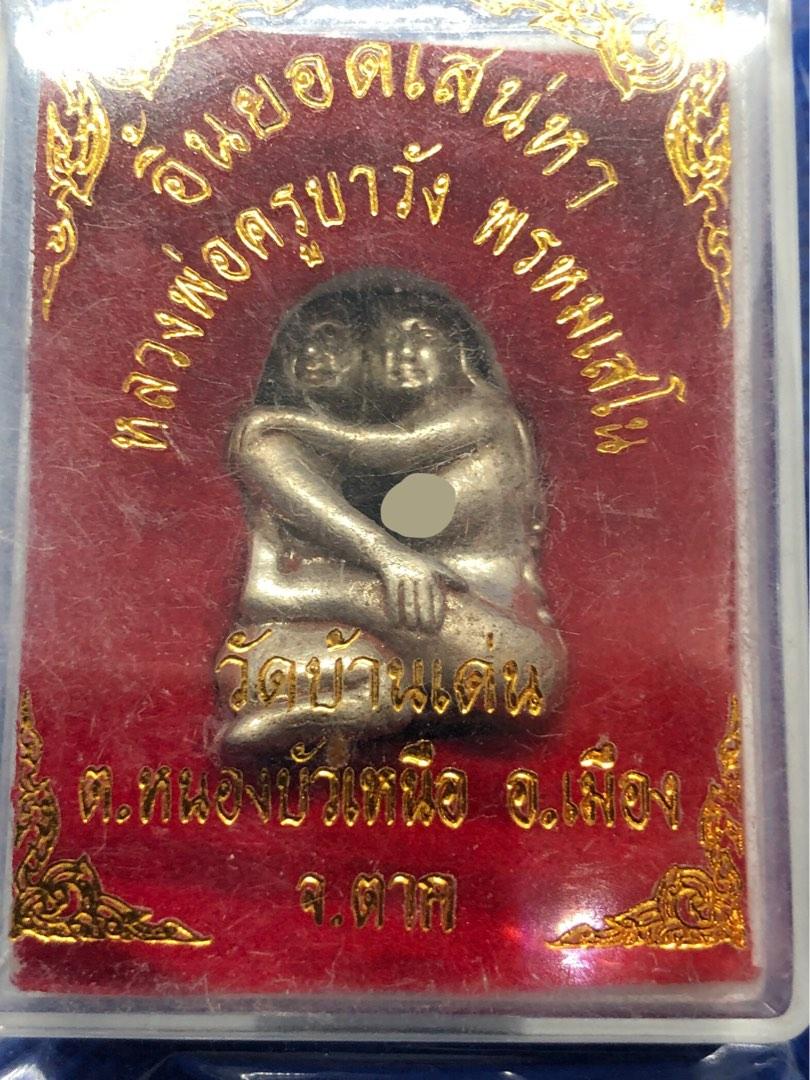 อิ้นยอดเสน่หา
หลวงพ่อครูบาวัง พรหมเสโน
วัดบ้านเด่น
ต.หนองบัวเหนือ อ.เมือง
จ.ตาก